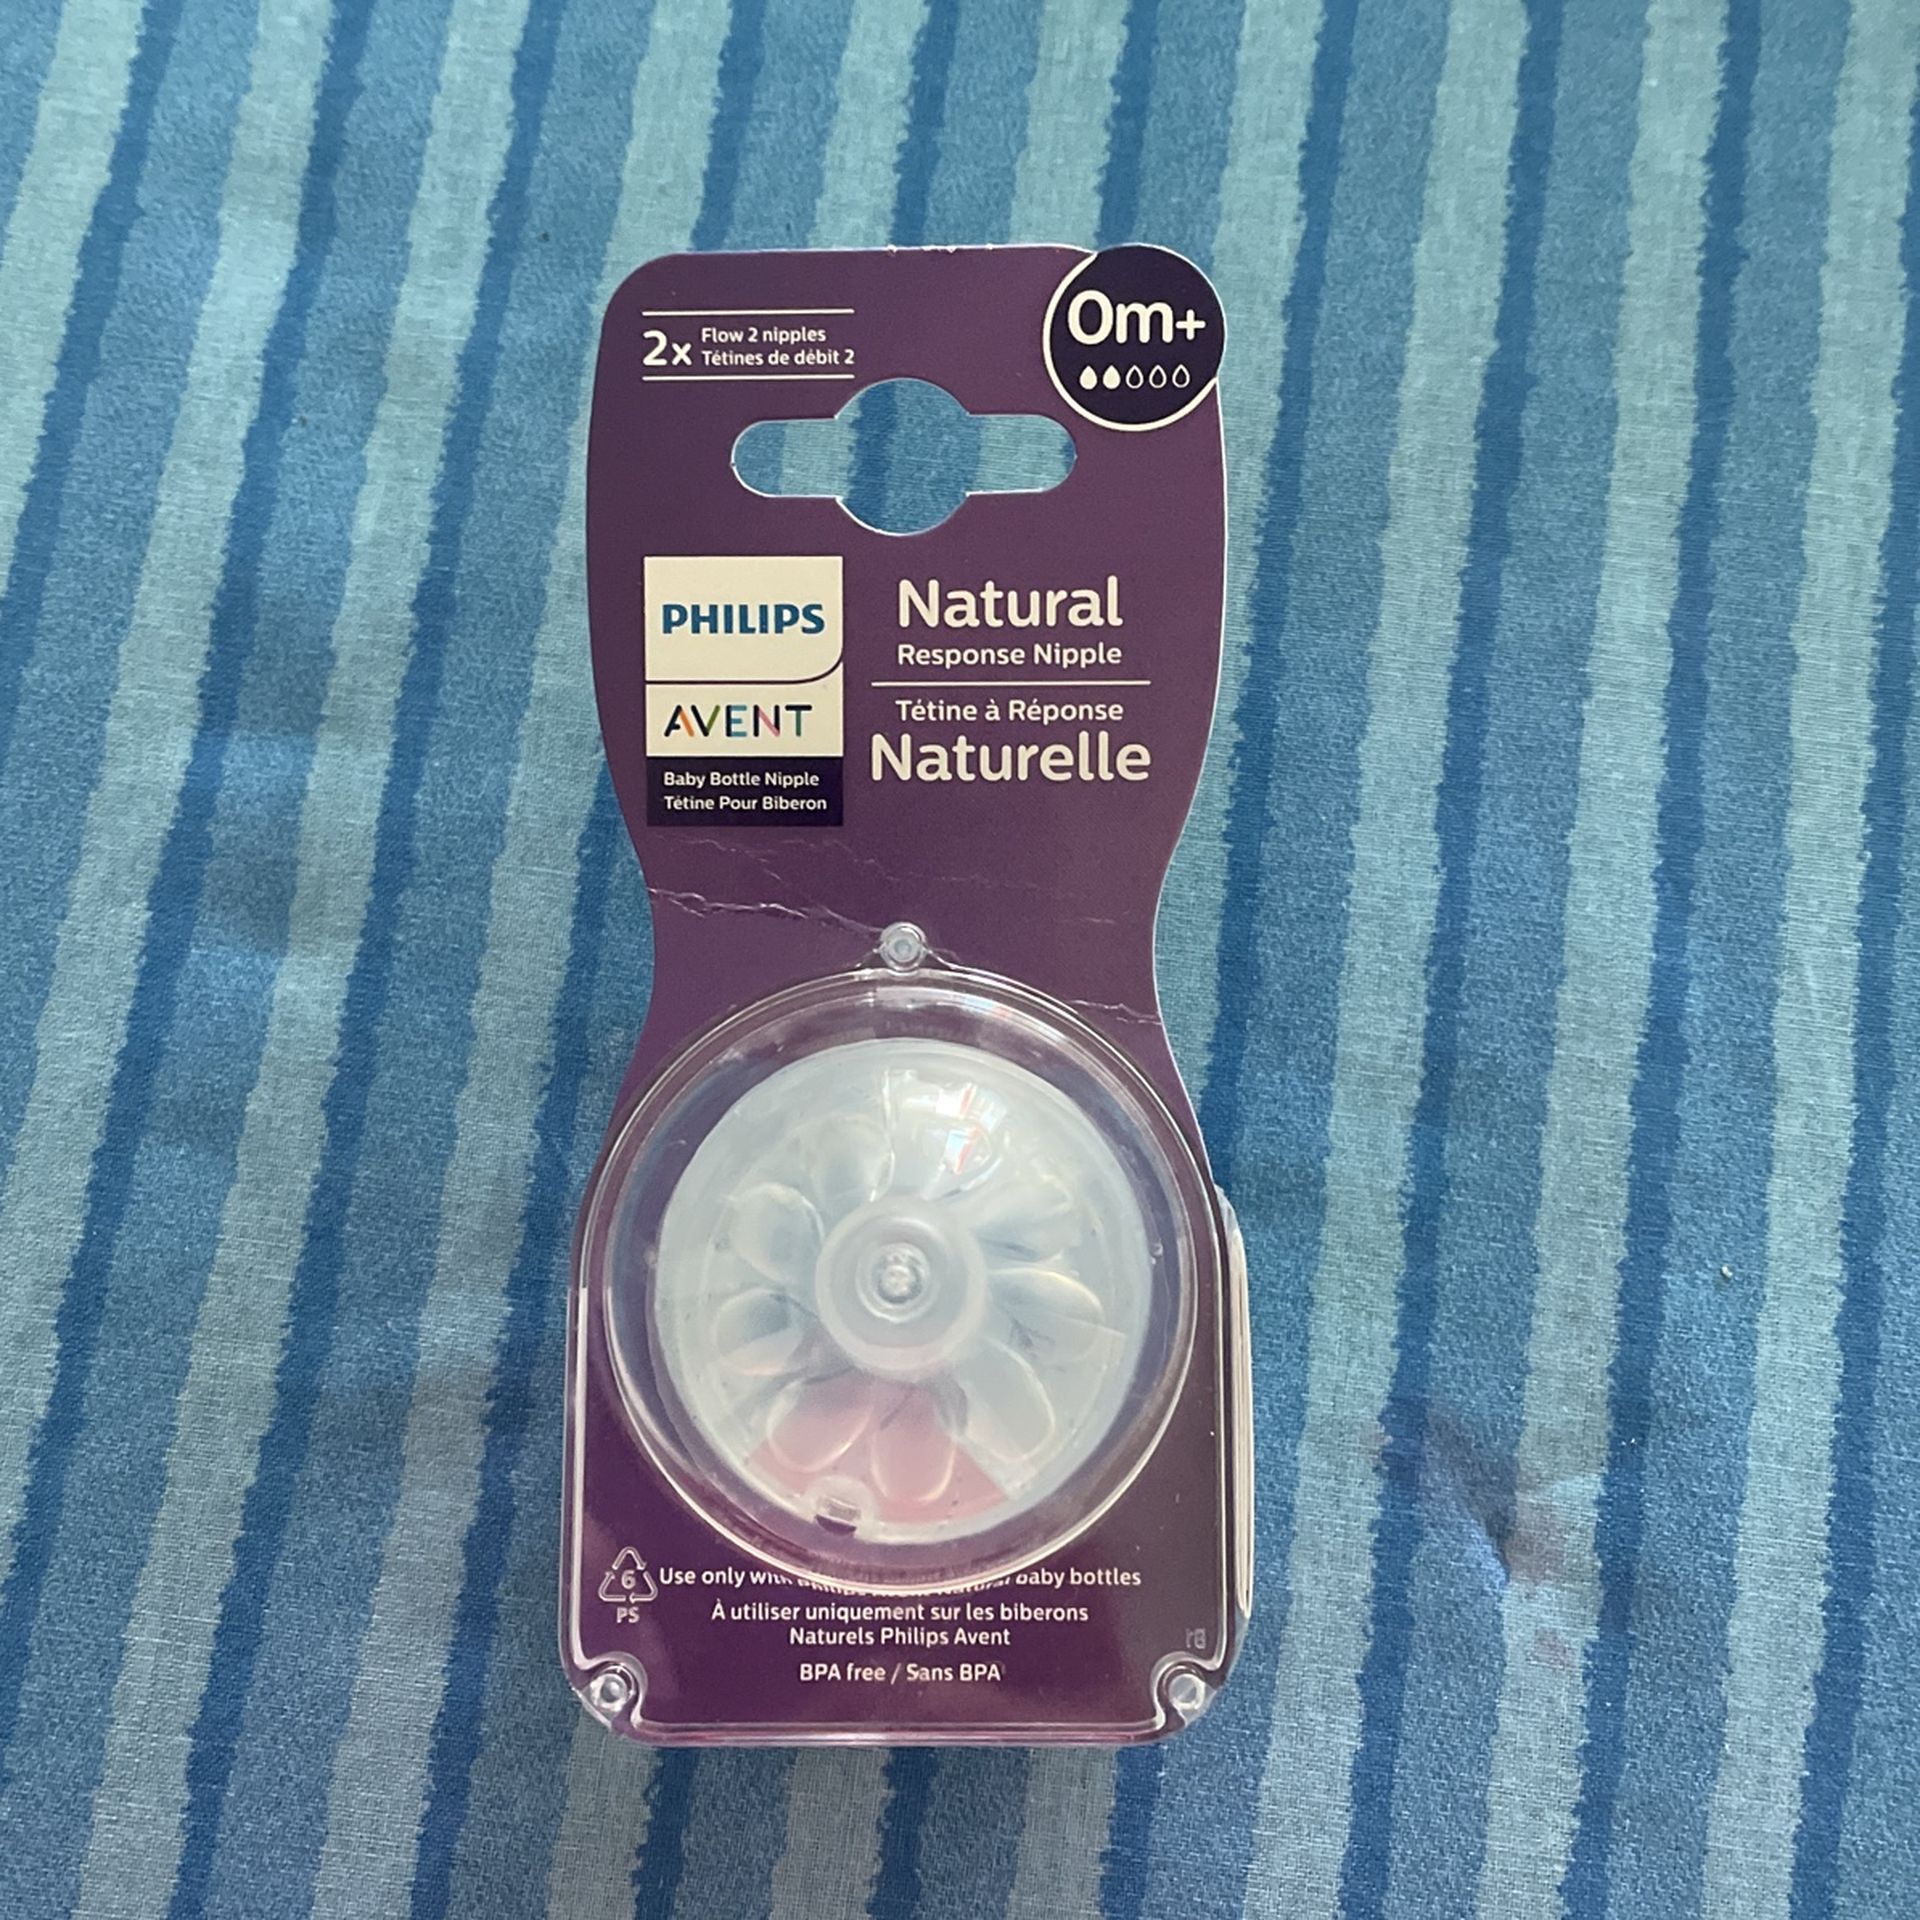 2x Flow 2 nipples
Tétines de débit 2
0m+
PHILIPS
AVENT
Baby Bottle Nipple
Tétine Pour Biberon
Natural
Response Nipple
Tétine à Réponse
Naturelle
6
PS
Use only with baby bottles
À utiliser uniquement sur les biberons
Naturels Philips Avent
BPA free / Sans BPA